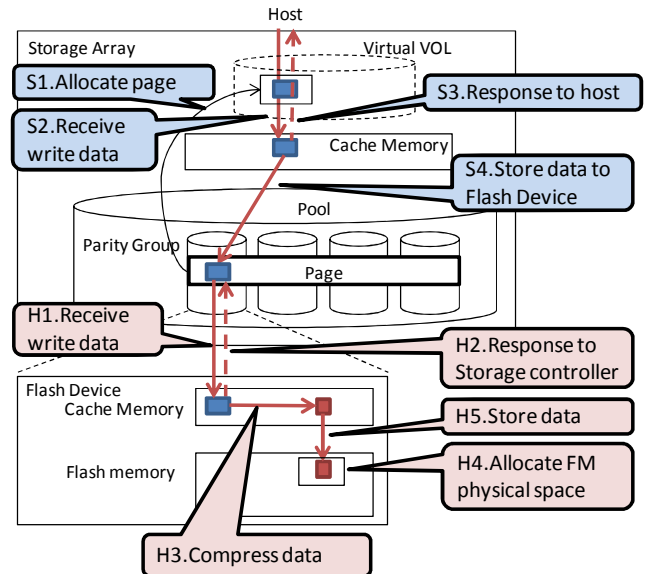 Host
Storage Array
Virtual VOL
S1.Allocate page
S3.Response to host
S2.Receive
write data
Cache Memory
S4.Store data to
Flash Device
Pool
Parity Group
Page
H1.Receive
write data
H2.Response to
Storage controller
Flash Device
Cache Memory
H5.Store data
Flash memory
H4.Allocate FM
physical space
H3.Compress data